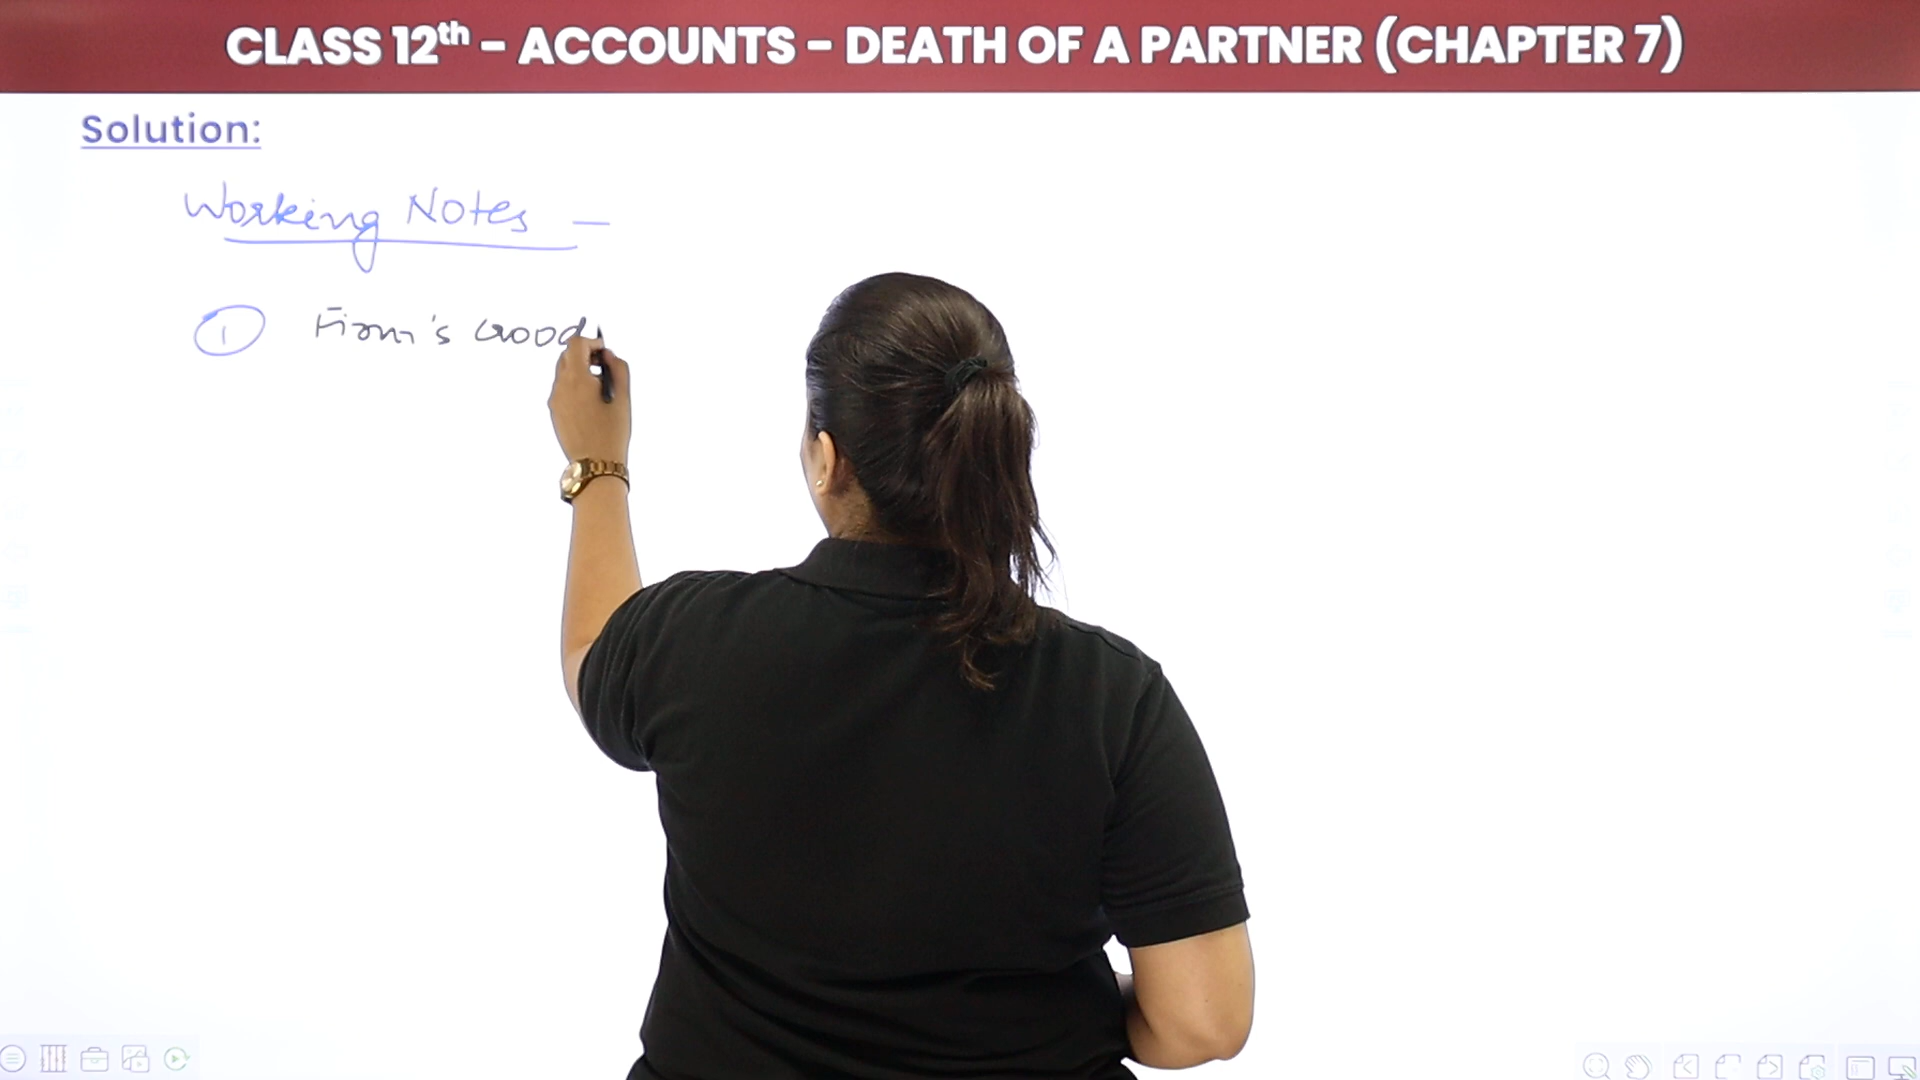 CLASS 12th - ACCOUNTS - DEATH OF A PARTNER (CHAPTER 7)
Solution:
Working Notes —
① Firm's Good